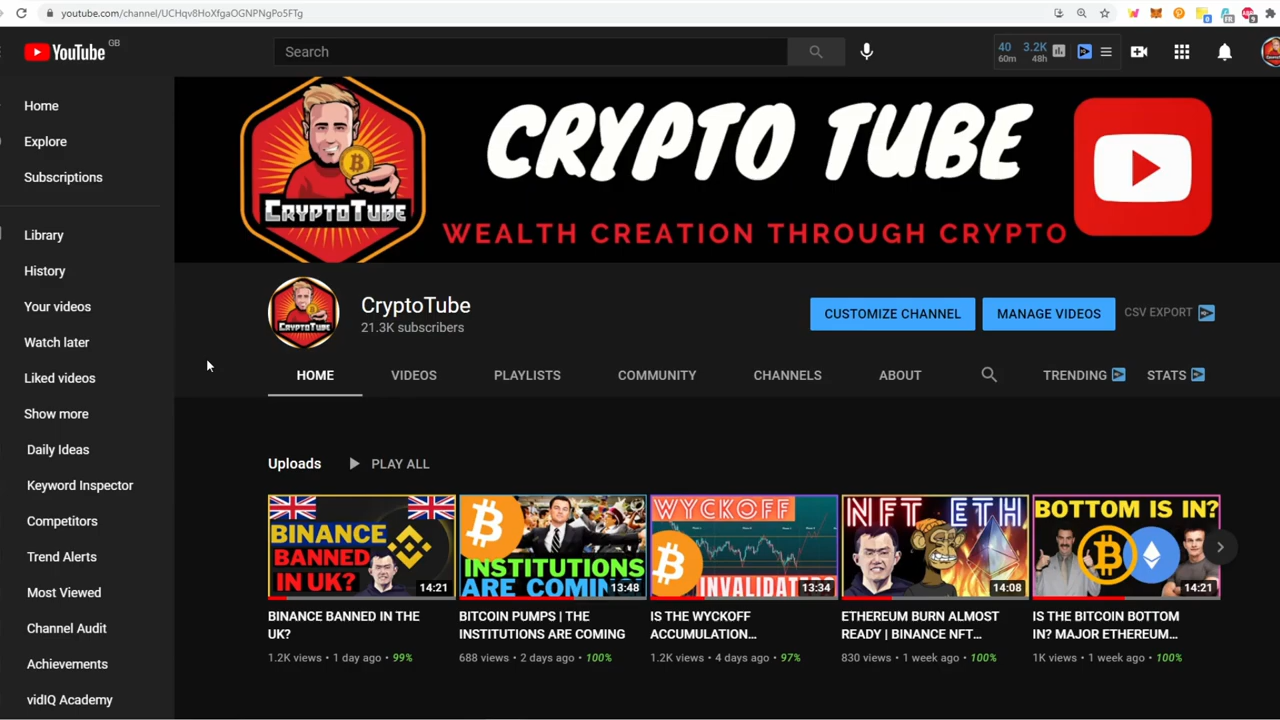 youtube.com/channel/UCHqv8HoXfgaOGNPNgPo5FTg
YouTube GB
Search
40 3.2K
60m 48h
Home
Explore
Subscriptions
Library
History
Your videos
Watch later
Liked videos
Show more
Daily Ideas
Keyword Inspector
Competitors
Trend Alerts
Most Viewed
Channel Audit
Achievements
vidIQ Academy
CRYPTOTUBE
CRYPTO TUBE
WEALTH CREATION THROUGH CRYPTO
CRYPTOTUBE
CryptoTube
21.3K subscribers
CUSTOMIZE CHANNEL
MANAGE VIDEOS
CSV EXPORT
HOME
VIDEOS
PLAYLISTS
COMMUNITY
CHANNELS
ABOUT
TRENDING
STATS
Uploads
PLAY ALL
BINANCE
BANNED
IN UK?
14:21
BINANCE BANNED IN THE
UK?
1.2K views • 1 day ago • 99%
INSTITUTIONS
ARE COMING
13:48
BITCOIN PUMPS | THE
INSTITUTIONS ARE COMING
688 views • 2 days ago • 100%
WYCKOFF
INVALIDATED
13:34
IS THE WYCKOFF
ACCUMULATION...
1.2K views • 4 days ago • 97%
NFT ETH
14:08
ETHEREUM BURN ALMOST
READY | BINANCE NFT...
830 views • 1 week ago • 100%
BOTTOM IS IN?
14:21
IS THE BITCOIN BOTTOM
IN? MAJOR ETHEREUM...
1K views • 1 week ago • 100%